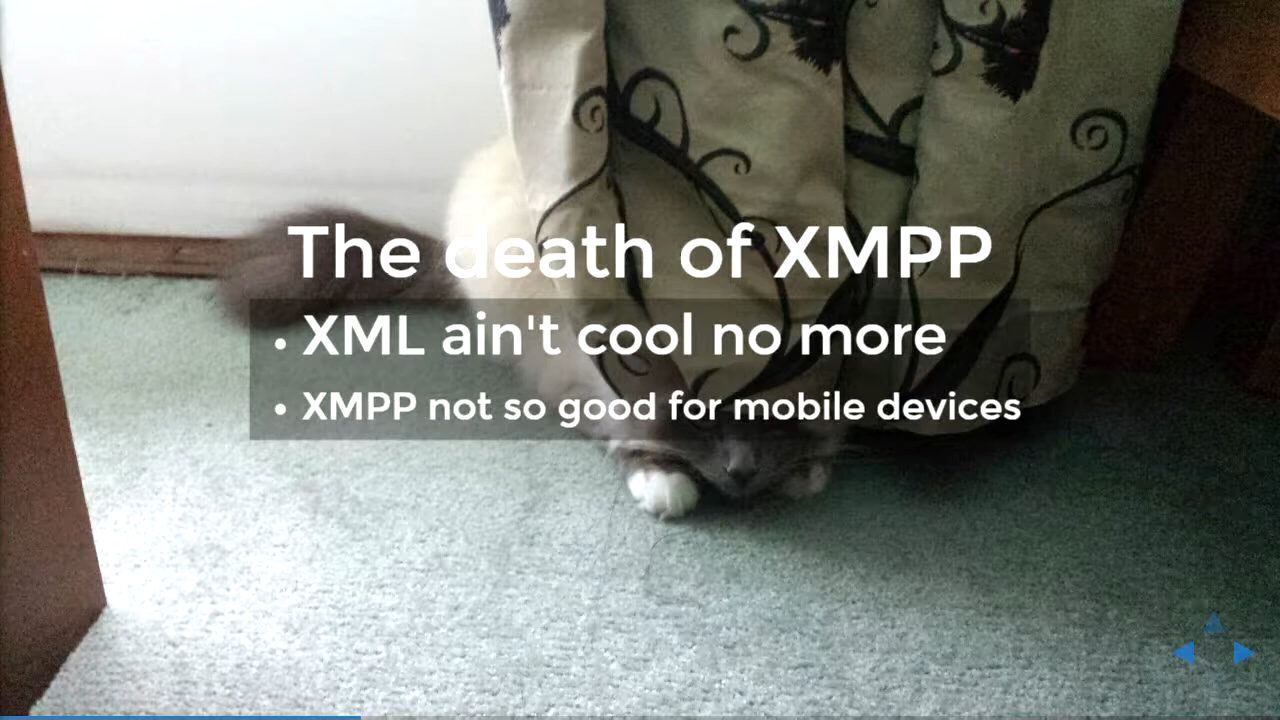 The death of XMPP
• XML ain't cool no more
• XMPP not so good for mobile devices